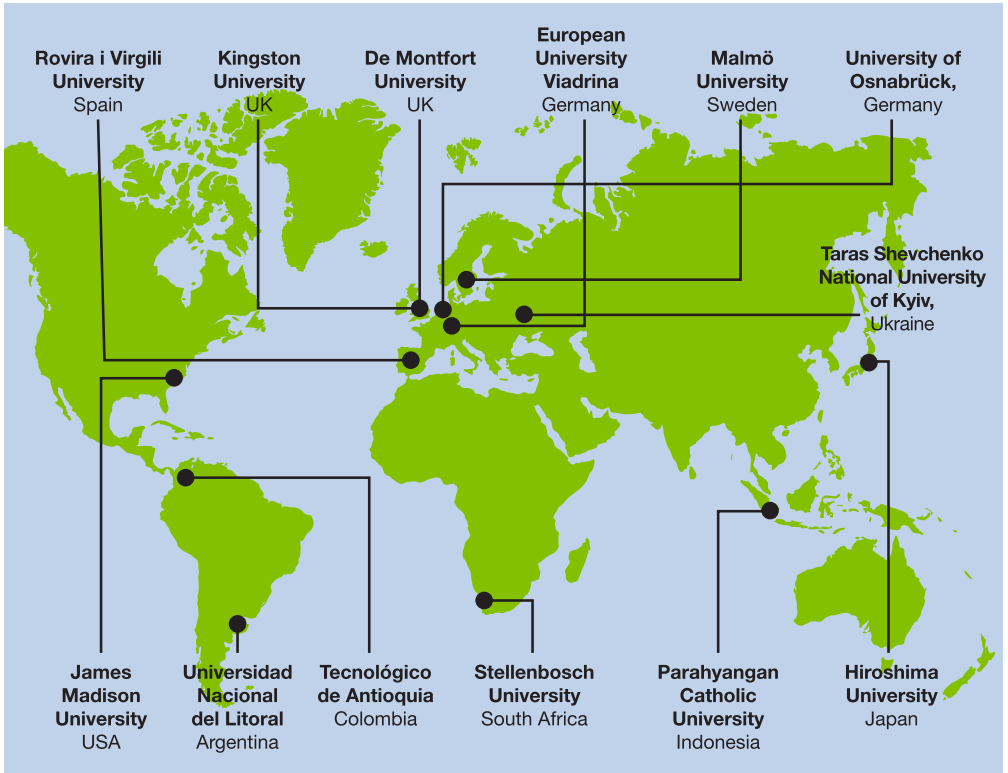 Rovira i Virgili
University
Spain
Kingston
University
UK
De Montfort
University
UK
European
University
Viadrina
Germany
Malmö
University
Sweden
University of
Osnabrück,
Germany
Taras Shevchenko
National University
of Kyiv,
Ukraine
James
Madison
University
USA
Universidad
Nacional
del Litoral
Argentina
Tecnológico
de Antioquia
Colombia
Stellenbosch
University
South Africa
Parahyangan
Catholic
University
Indonesia
Hiroshima
University
Japan